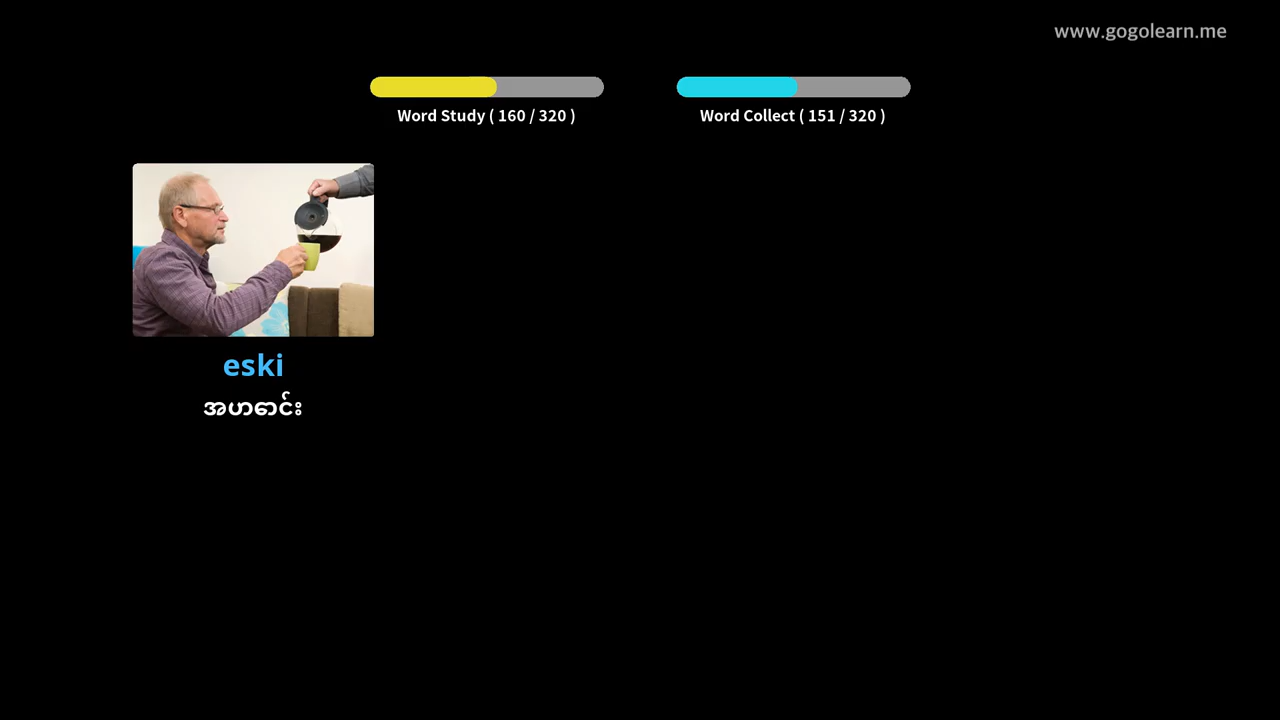 www.gogolearn.me
Word Study ( 160 / 320 )
Word Collect ( 151 / 320 )
eski
အဟာင်း